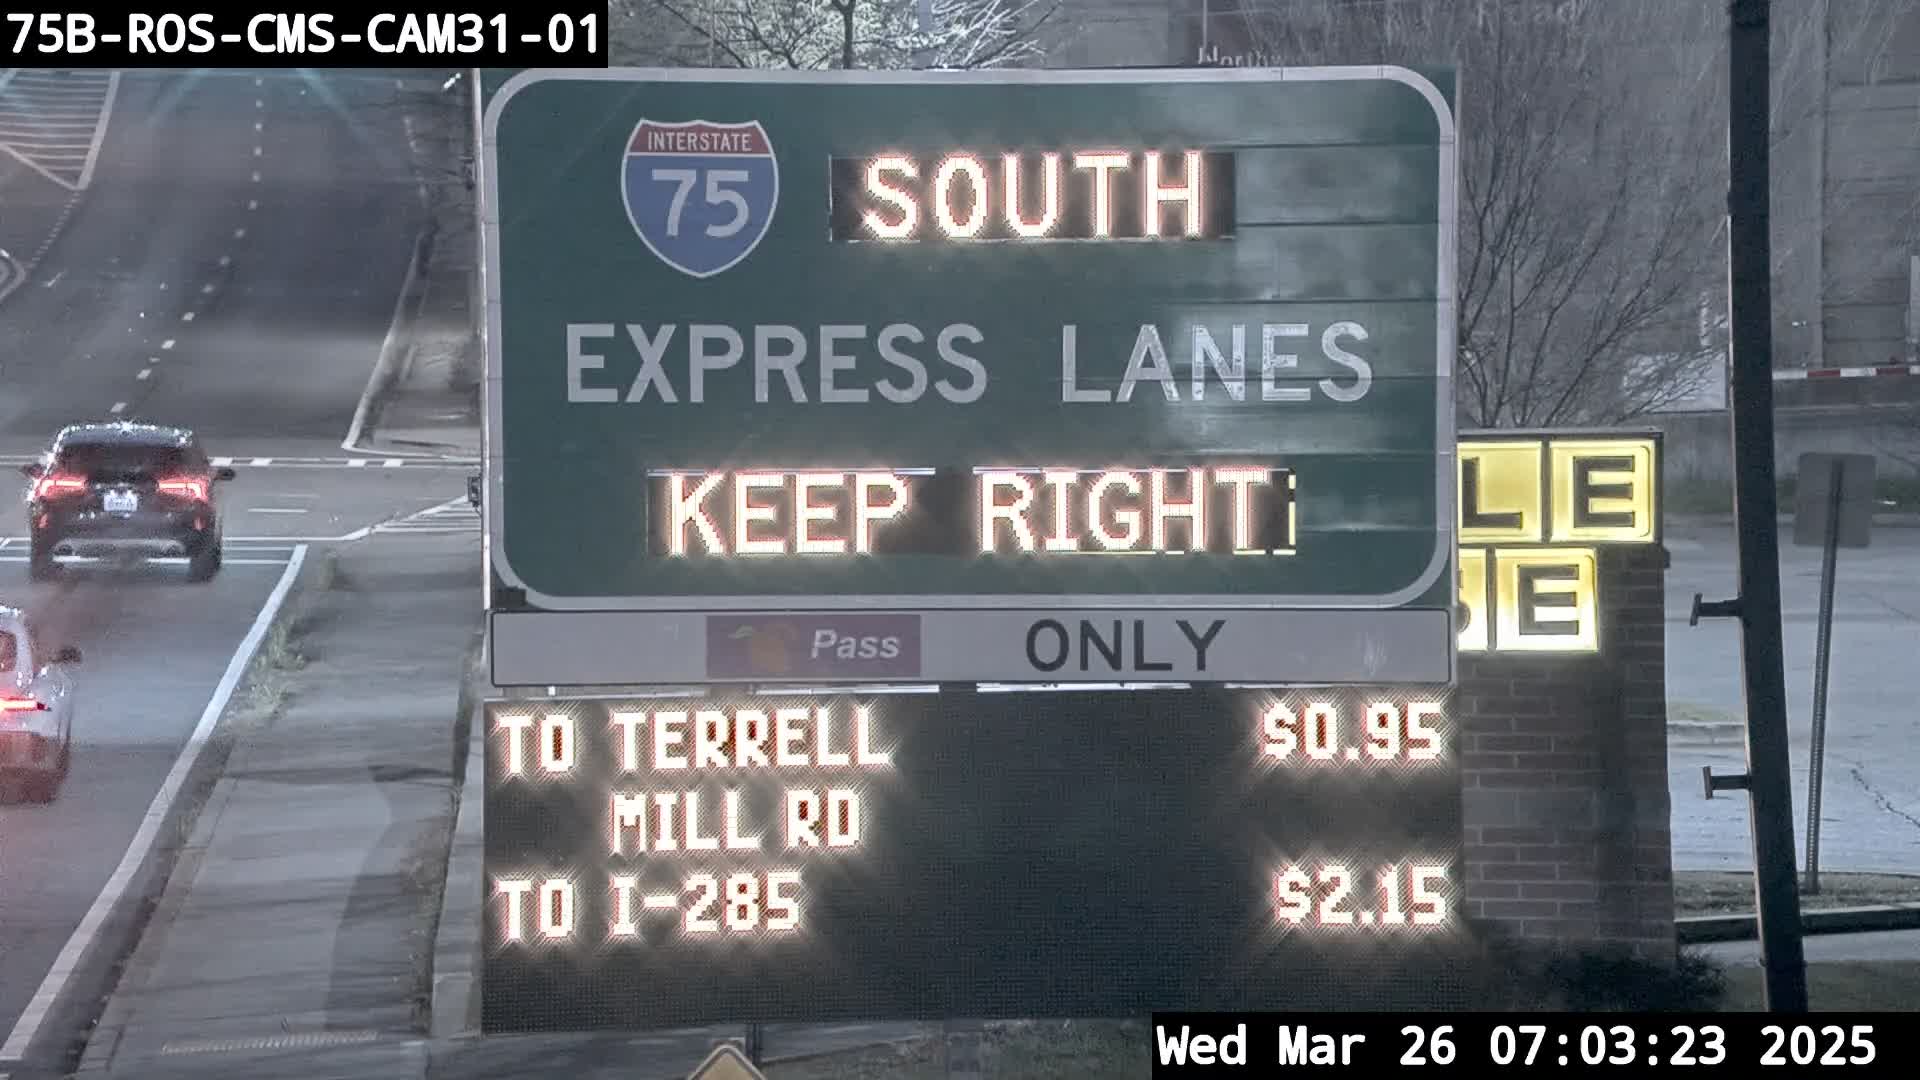 75B-ROS-CMS-CAM31-01
INTERSTATE
75
SOUTH
EXPRESS LANES
KEEP RIGHT
Pass ONLY
TO TERRELL $0.95
MILL RD
TO I-285 $2.15
LE
E
Wed Mar 26 07:03:23 2025